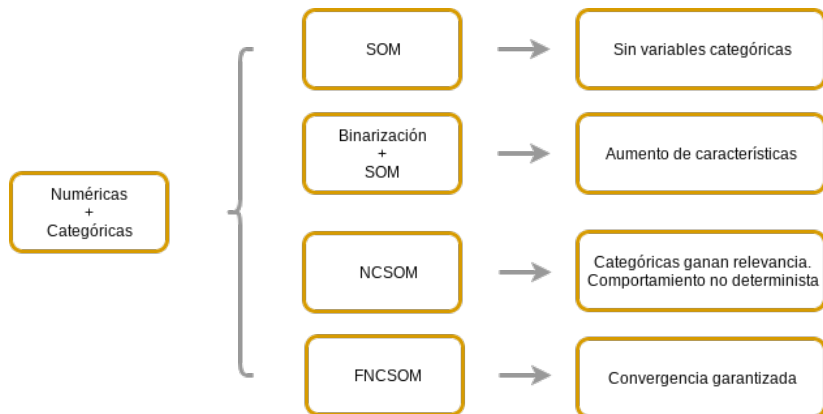 Numéricas
+
Categóricas
SOM
Sin variables categóricas
Binarización
+
SOM
Aumento de características
NCSOM
Categóricas ganan relevancia.
Comportamiento no determinista
FNCSOM
Convergencia garantizada